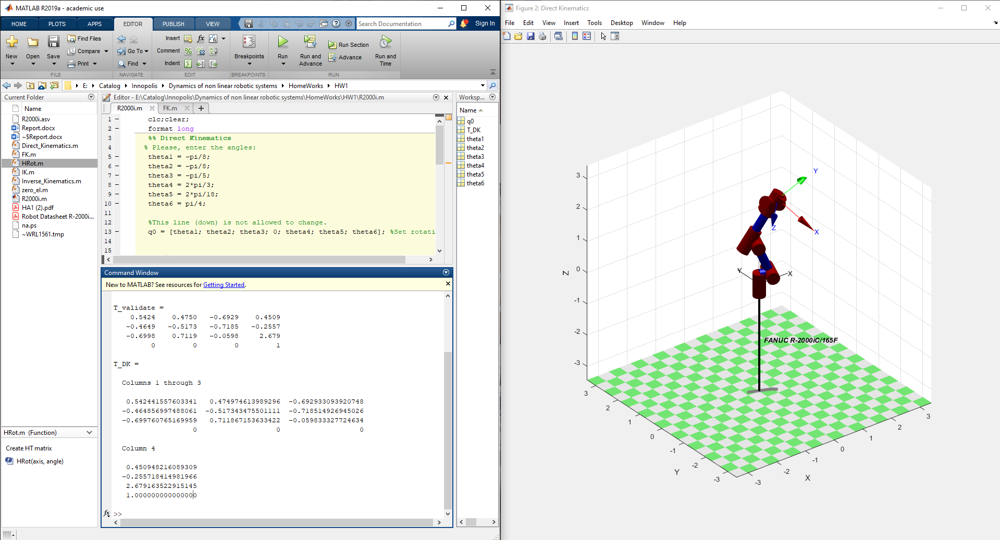 MATLAB R2019a - academic use
HOME PLOTS APPS EDITOR PUBLISH VIEW Search Documentation Sign In
New Open Save Find Files Compare Print
FILE
Go To Find
NAVIGATE
Insert fx
Comment
Indent
EDIT
Breakpoints
BREAKPOINTS
Run Run and Advance Run Section Advance Run and Time
RUN
E: Catalog Innopolis Dynamics of non linear robotic systems HomeWorks HW1
Current Folder
Name
R2000i.asv
Report.docx
~$Report.docx
Direct_Kinematics.m
FK.m
HRot.m
IK.m
Inverse_Kinematics.m
zero_el.m
R2000i.m
HA1 (2).pdf
Robot Datasheet R-2000i...
na.ps
~WRL1561.tmp
HRot.m (Function)
Create HT matrix
HRot(axis, angle)
Editor - E:\Catalog\Innopolis\Dynamics of non linear robotic systems\HomeWorks\HW1\R2000i.m
R2000i.m FK.m +
1 clc;clear;
2 format long
3 %% Direct Kinematics
4 % Please, enter the angles:
5 theta1 = -pi/8;
6 theta2 = -pi/8;
7 theta3 = -pi/5;
8 theta4 = 2*pi/3;
9 theta5 = 2*pi/18;
10 theta6 = pi/4;
11
12 %This line (down) is not allowed to change.
13 q0 = [theta1; theta2; theta3; 0; theta4; theta5; theta6]; %Set rotati
14
15
Worksp...
Name
q0
T_DK
theta1
theta2
theta3
theta4
theta5
theta6
Command Window
New to MATLAB? See resources for Getting Started.
T_validate =
0.5424 0.4750 -0.6929 0.4509
-0.4649 -0.5173 -0.7185 -0.2557
-0.6998 0.7119 -0.0598 2.679
0 0 0 1
T_DK =
Columns 1 through 3
0.542441557603341 0.474974613989296 -0.692933093920748
-0.464856997488061 -0.517343475501111 -0.718514926945026
-0.699760765169959 0.711867153633422 -0.059833327724634
0 0 0
Column 4
0.450948216089309
-0.255718414981966
2.679163522915145
1.000000000000000
fx >>
Figure 2: Direct Kinematics
File Edit View Insert Tools Desktop Window Help
3
2
1
0
-1
-2
-3
Z
Y
X
Z
Y
X
FANUC R-2000iC/165F
3
2
1
0
-1
-2
-3
Y
-3
-2
-1
0
1
2
3
X